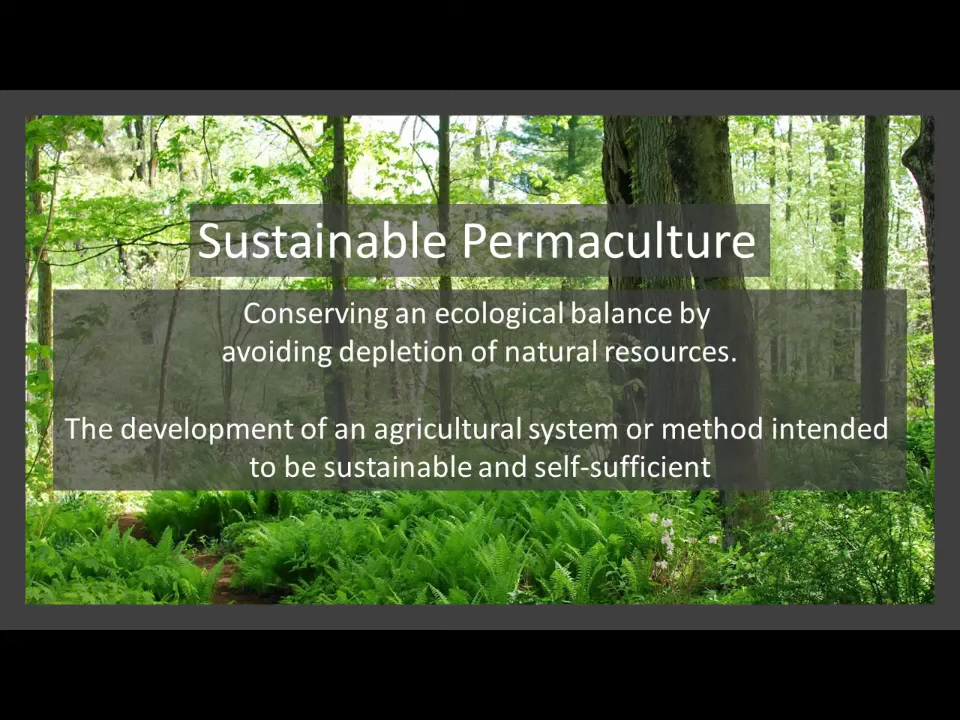 Sustainable Permaculture
Conserving an ecological balance by
avoiding depletion of natural resources.
The development of an agricultural system or method intended
to be sustainable and self-sufficient